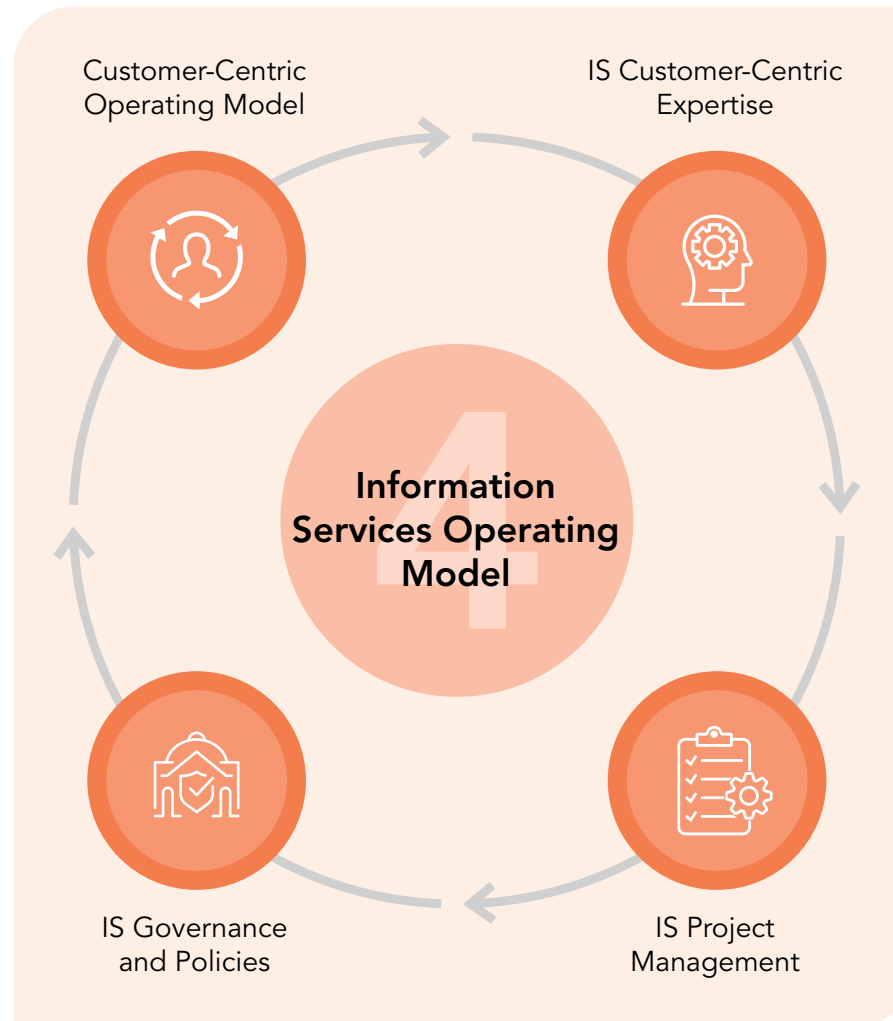 Customer-Centric
Operating Model
IS Customer-Centric
Expertise
4
Information
Services Operating
Model
IS Governance
and Policies
IS Project
Management